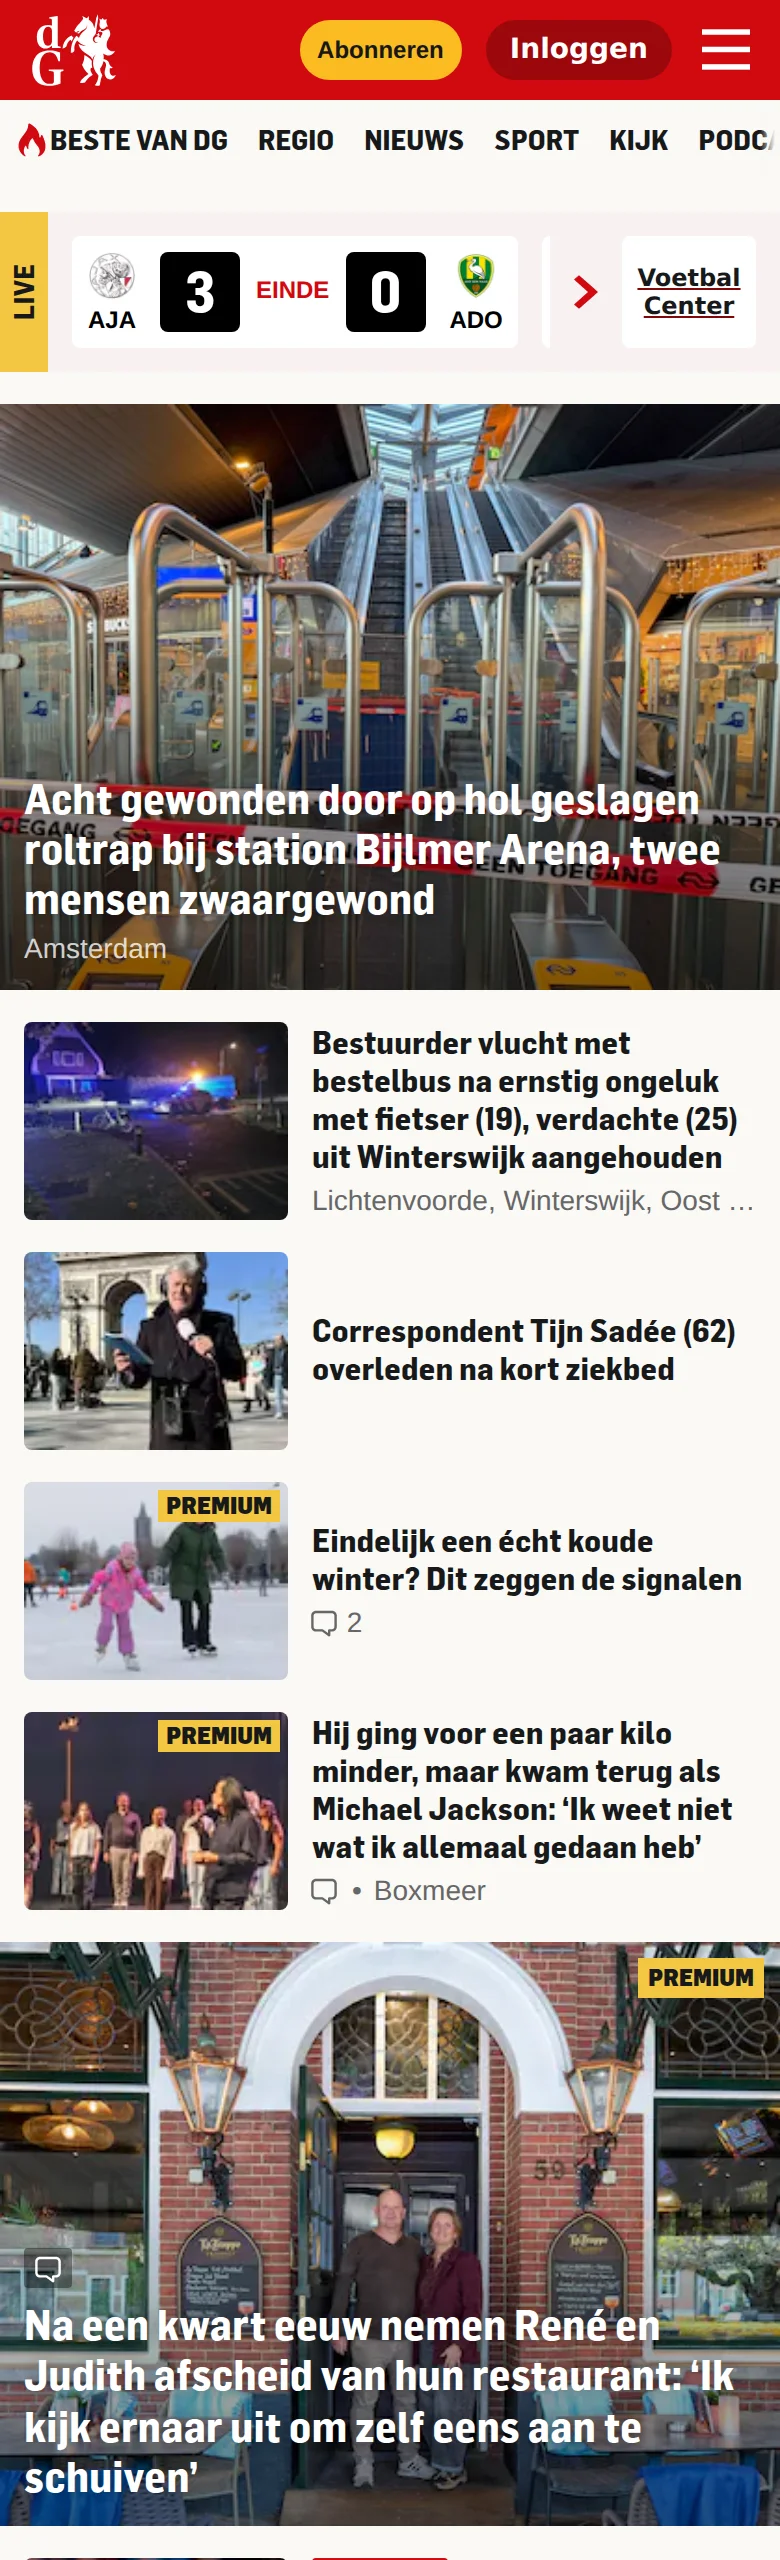 dG
Abonneren
Inloggen
BESTE VAN DG
REGIO
NIEUWS
SPORT
KIJK
LIVE
AJA
3
EINDE
0
ADO
Voetbal
Center
GEEN TOEGANG
Acht gewonden door op hol geslagen
roltrap bij station Bijlmer Arena, twee
mensen zwaargewond
Amsterdam
Bestuurder vlucht met
bestelbus na ernstig ongeluk
met fietser (19), verdachte (25)
uit Winterswijk aangehouden
Lichtenvoorde, Winterswijk, Oost …
Correspondent Tijn Sadée (62)
overleden na kort ziekbed
PREMIUM
Eindelijk een écht koude
winter? Dit zeggen de signalen
2
PREMIUM
Hij ging voor een paar kilo
minder, maar kwam terug als
Michael Jackson: ‘Ik weet niet
wat ik allemaal gedaan heb’
• Boxmeer
PREMIUM
59
Na een kwart eeuw nemen René en
Judith afscheid van hun restaurant: ‘Ik
kijk ernaar uit om zelf eens aan te
schuiven’